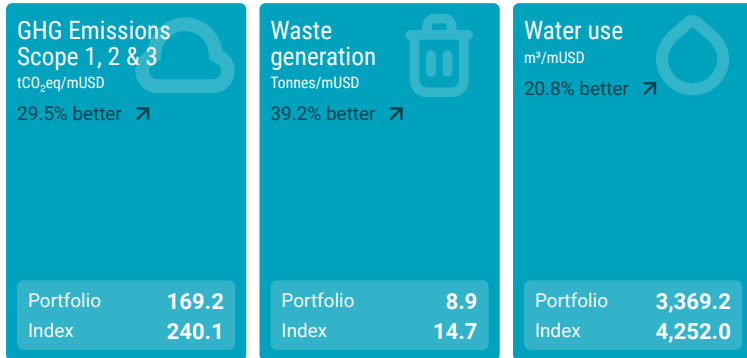 GHG Emissions
Scope 1, 2 & 3
tCO₂eq/mUSD
29.5% better
Portfolio 169.2
Index 240.1
Waste
generation
Tonnes/mUSD
39.2% better
Portfolio 8.9
Index 14.7
Water use
m³/mUSD
20.8% better
Portfolio 3,369.2
Index 4,252.0